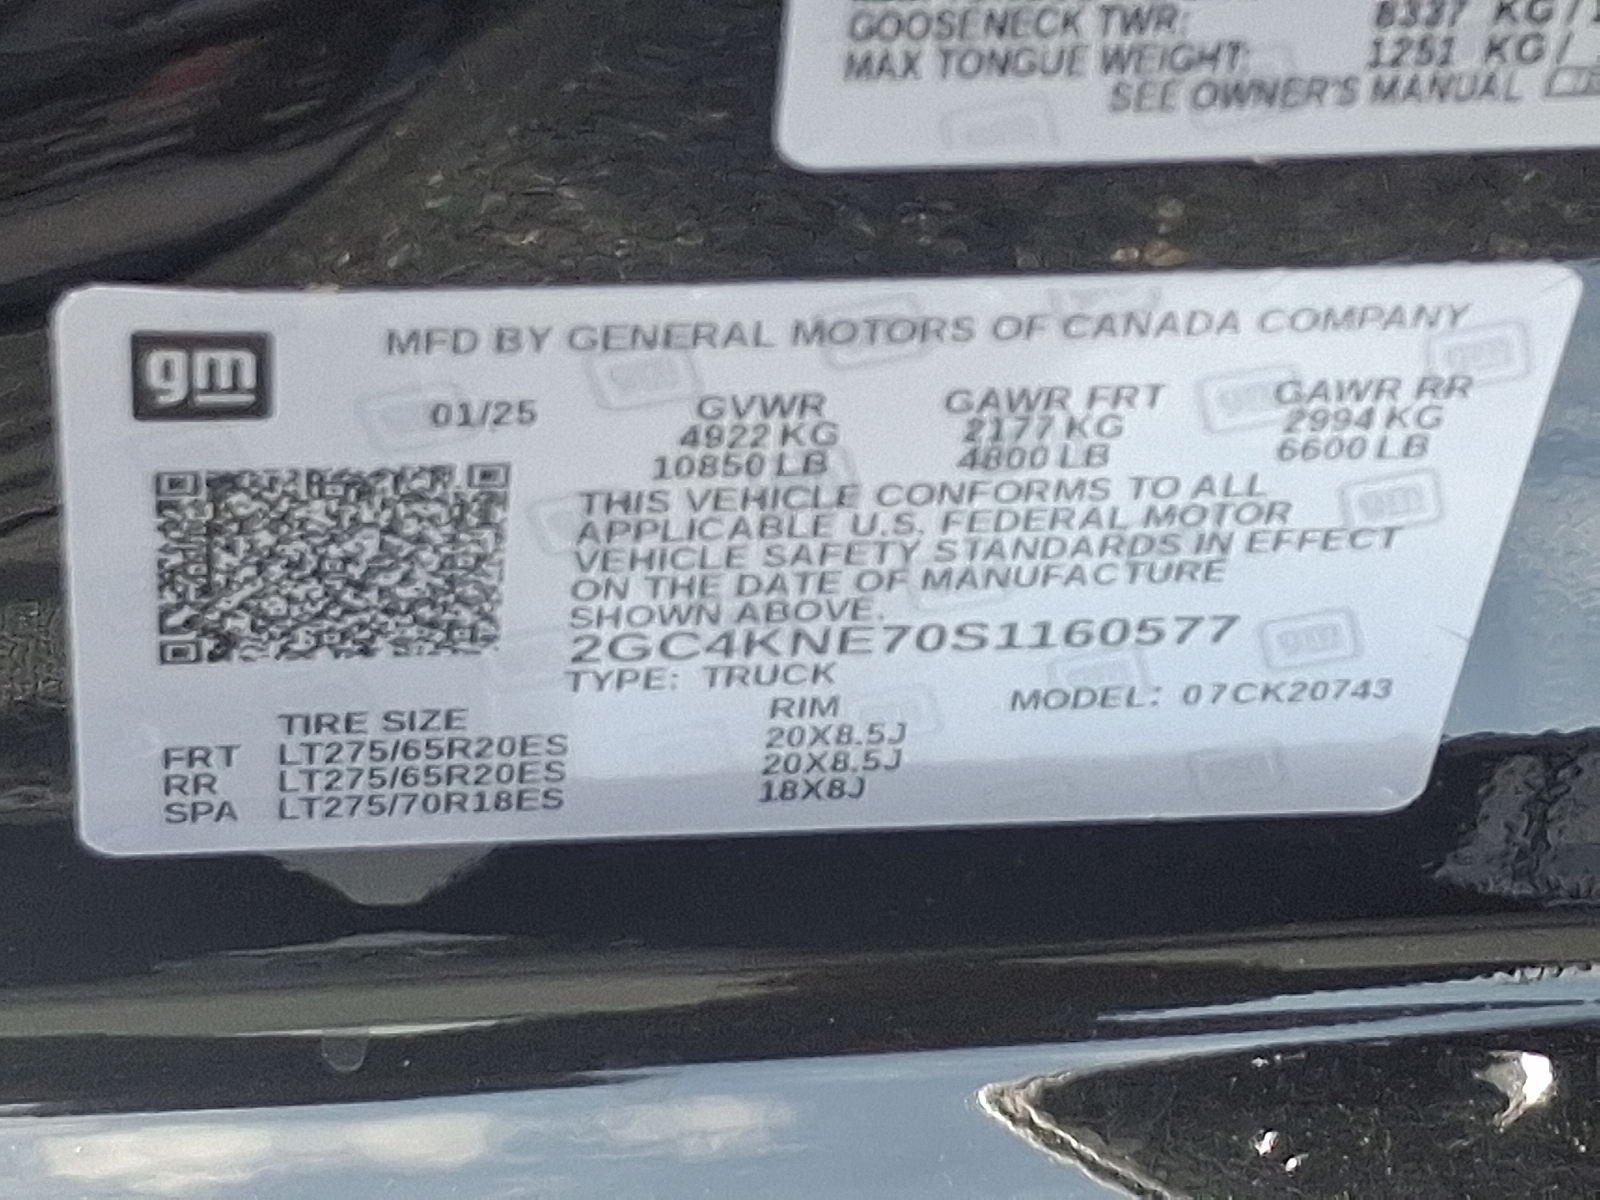 GOOSENECK TWR: 8337 KG/
MAX TONGUE WEIGHT: 1251 KG/
SEE OWNER'S MANUAL
gm
MFD BY GENERAL MOTORS OF CANADA COMPANY
01/25 GVWR GAWR FRT GAWR RR
4922 KG 2177 KG 2994 KG
10850 LB 4800 LB 6600 LB
THIS VEHICLE CONFORMS TO ALL
APPLICABLE U.S. FEDERAL MOTOR
VEHICLE SAFETY STANDARDS IN EFFECT
ON THE DATE OF MANUFACTURE
SHOWN ABOVE.
2GC4KNE70S1160577
TYPE: TRUCK
MODEL: 07CK20743
TIRE SIZE RIM
FRT LT275/65R20ES 20X8.5J
RR LT275/65R20ES 20X8.5J
SPA LT275/70R18ES 18X8J